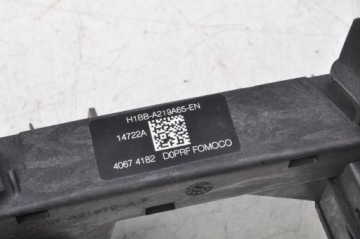 H1BB-A219A65-EN
14722A
4067 4182 D0PRF FOMOCO